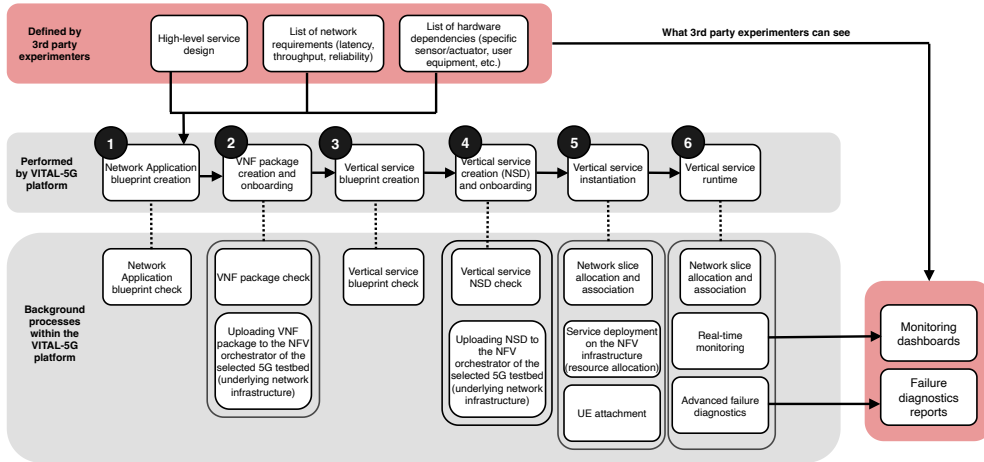 Defined by
3rd party
experimenters
High-level service
design
List of network
requirements (latency,
throughput, reliability)
List of hardware
dependencies (specific
sensor/actuator, user
equipment, etc.)
What 3rd party experimenters can see
Performed
by VITAL-5G
platform
1
Network Application
blueprint creation
2
VNF package
creation and
onboarding
3
Vertical service
blueprint creation
4
Vertical service
creation (NSD)
and onboarding
5
Vertical service
instantiation
6
Vertical service
runtime
Background
processes
within the
VITAL-5G
platform
Network
Application
blueprint check
VNF package check
Uploading VNF
package to the NFV
orchestrator of the
selected 5G testbed
(underlying network
infrastructure)
Vertical service
blueprint check
Vertical service
NSD check
Uploading NSD to
the NFV
orchestrator of the
selected 5G testbed
(underlying network
infrastructure)
Network slice
allocation and
association
Service deployment
on the NFV
infrastructure
(resource allocation)
UE attachment
Network slice
allocation and
association
Real-time
monitoring
Advanced failure
diagnostics
Monitoring
dashboards
Failure
diagnostics
reports